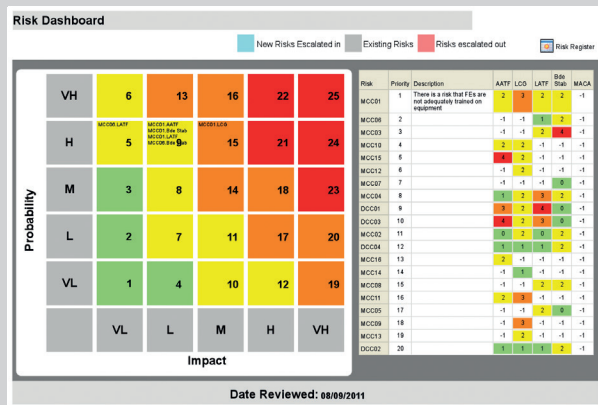 Risk Dashboard
New Risks Escalated in
Existing Risks
Risks escalated out
Risk Register
Probability
VH 6 13 16 22 25
MCC06.LATF MCC01.AATF MCC01.LCG
MCC01.Bde Stab
MCC01.LATF
MCC06.Bde Stab
H 5 9 15 21 24
M 3 8 14 18 23
L 2 7 11 17 20
VL 1 4 10 12 19
VL L M H VH
Impact
Risk Priority Description AATF LCG LATF Bde Stab MACA
MCC01 1 There is a risk that FEs are 2 3 2 2 -1
not adequately trained on
equipment
MCC06 2 -1 -1 1 2 -1
MCC03 3 -1 -1 2 4 -1
MCC10 4 2 2 -1 -1 -1
MCC15 5 4 2 -1 -1 -1
MCC12 6 -1 2 -1 -1 -1
MCC07 7 -1 -1 -1 0 -1
MCC04 8 1 2 3 2 -1
DCC01 9 3 2 4 0 -1
DCC03 10 4 2 3 0 -1
MCC02 11 0 2 0 2 -1
DCC04 12 1 1 1 2 -1
MCC16 13 2 -1 -1 -1 -1
MCC14 14 -1 1 -1 -1 -1
MCC08 15 -1 -1 2 2 -1
MCC11 16 2 3 -1 -1 -1
MCC05 17 -1 -1 2 0 -1
MCC09 18 -1 3 -1 -1 -1
MCC13 19 -1 2 -1 -1 -1
DCC02 20 1 1 1 2 -1
Date Reviewed: 08/09/2011